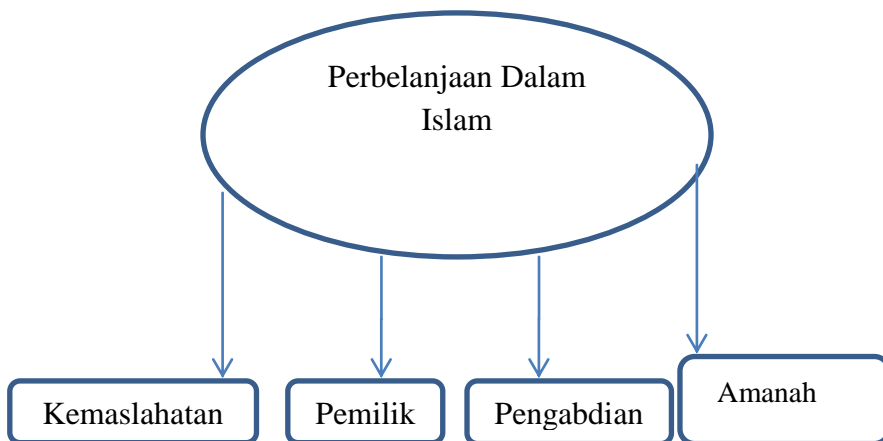 Perbelanjaan Dalam
Islam
Kemaslahatan
Pemilik
Pengabdian
Amanah